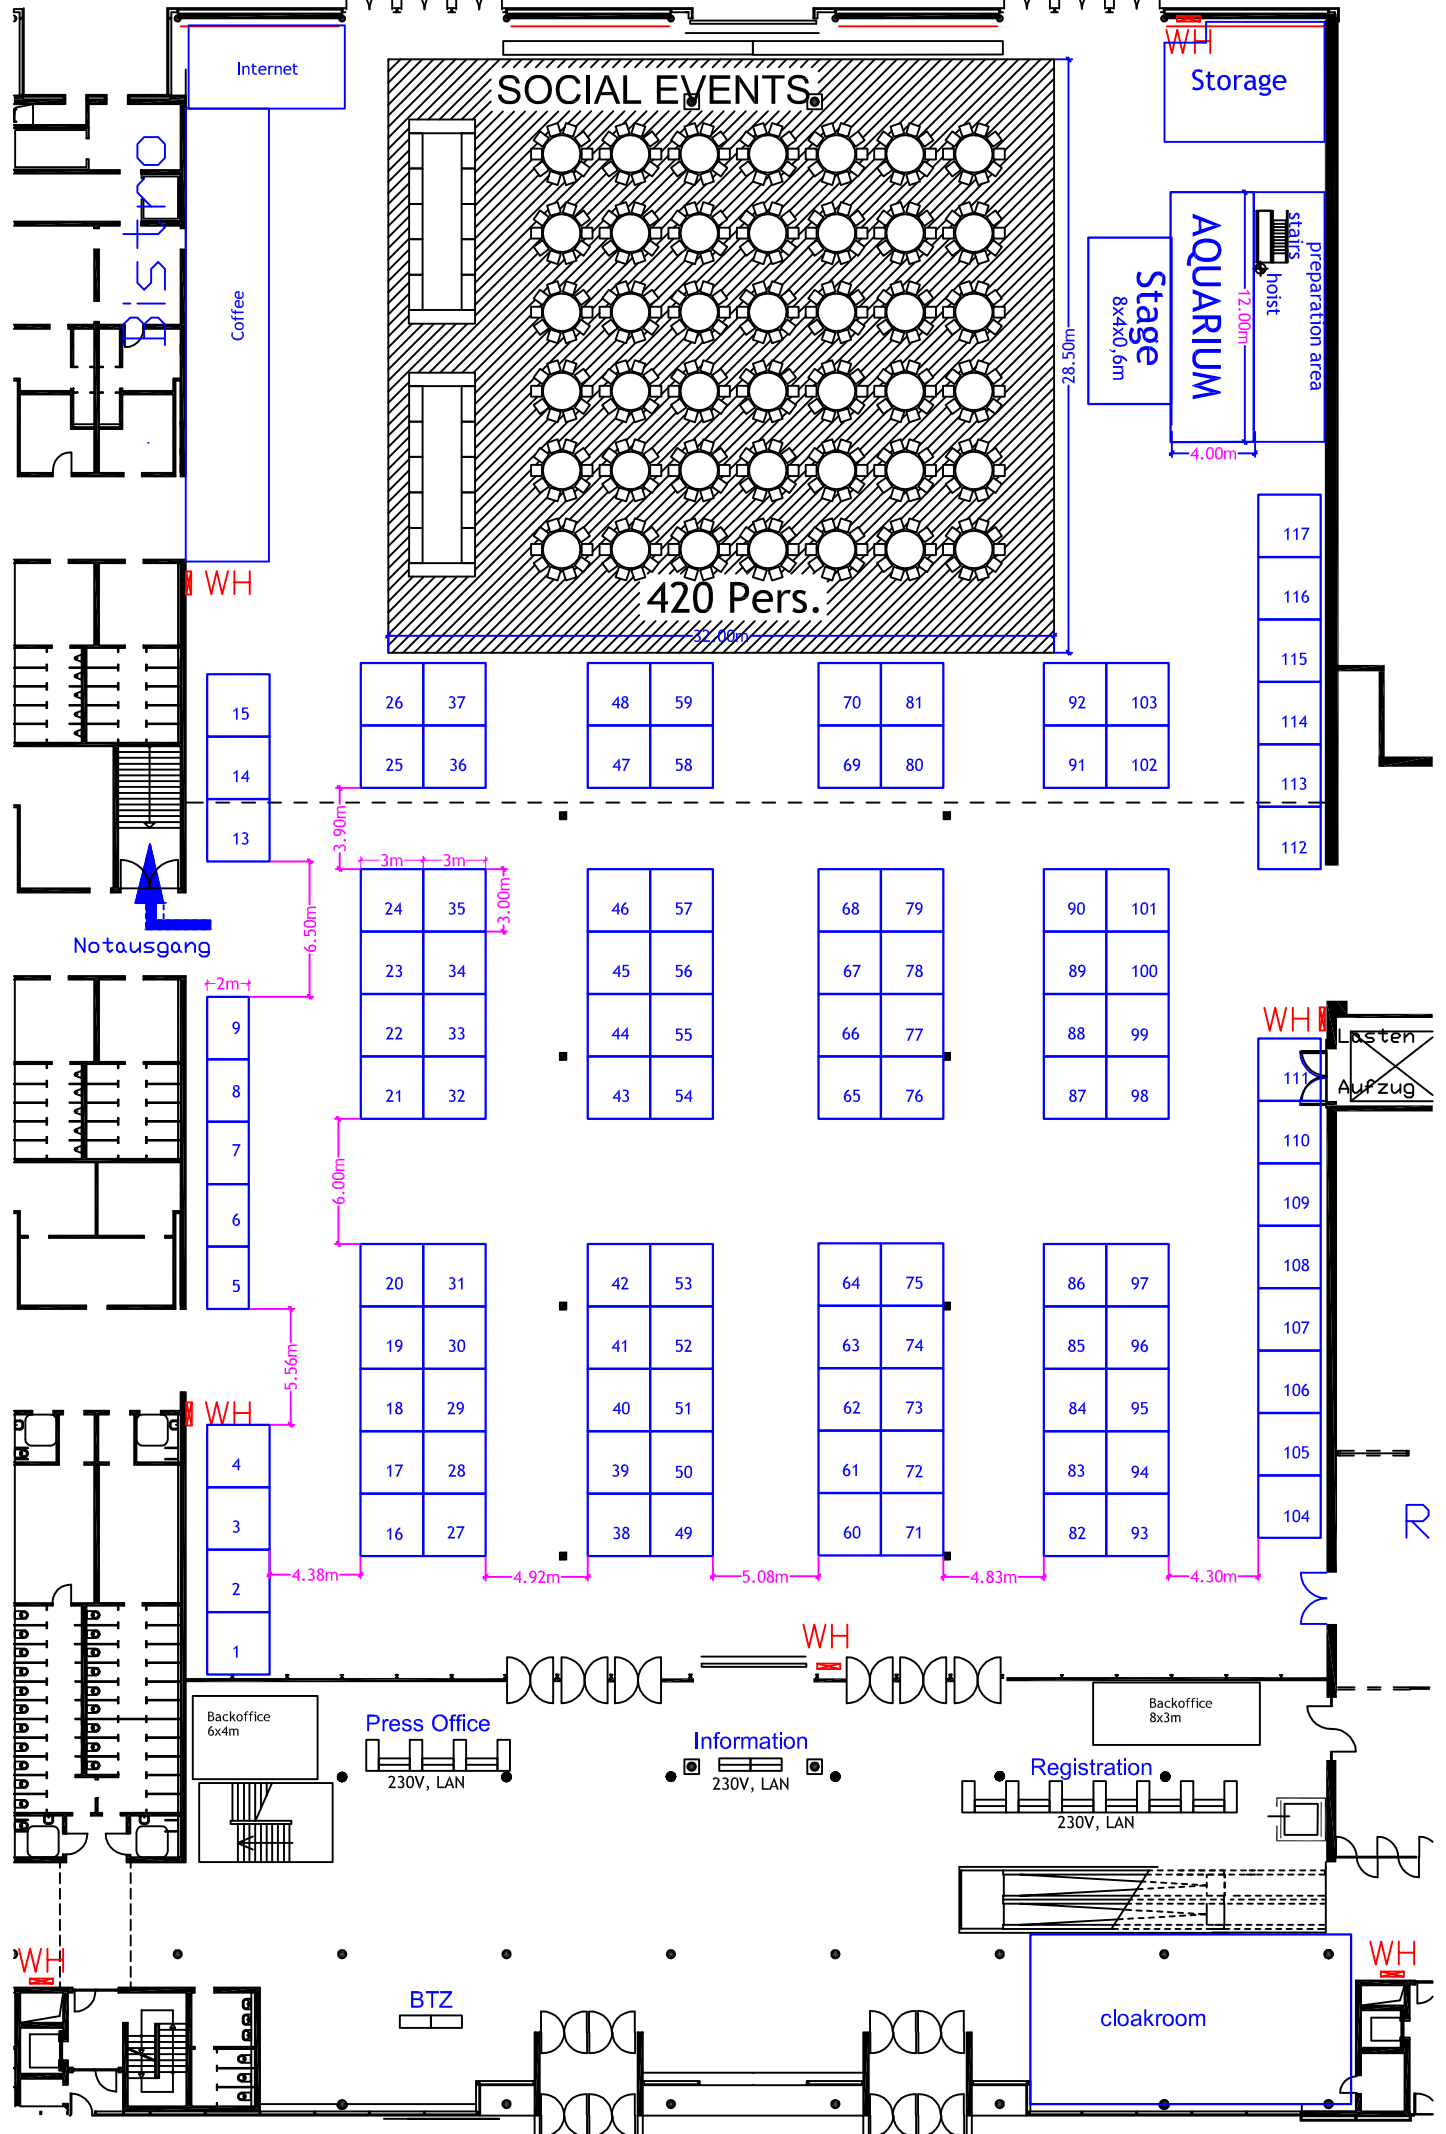 WH
Internet
SOCIAL EVENTS
Storage
Bistro
Coffee
28.50m
Stage
8x4x0,6m
AQUARIUM
12.00m
4.00m
stairs
hoist
preparation area
WH
420 Pers.
32.00m
117
116
115
114
113
112
15
14
13
26 37 48 59 70 81 92 103
25 36 47 58 69 80 91 102
3.90m
3m 3m
3.00m
6.50m
Notausgang
2m
24 35 46 57 68 79 90 101
23 34 45 56 67 78 89 100
22 33 44 55 66 77 88 99
21 32 43 54 65 76 87 98
9
8
7
6
5
WH
Lasten
Aufzug
111
110
109
108
107
106
105
104
6.00m
5.56m
20 31 42 53 64 75 86 97
19 30 41 52 63 74 85 96
18 29 40 51 62 73 84 95
17 28 39 50 61 72 83 94
16 27 38 49 60 71 82 93
WH
4
3
2
1
R
4.38m 4.92m 5.08m 4.83m 4.30m
WH
Backoffice
6x4m
Press Office
230V, LAN
Information
230V, LAN
Backoffice
8x3m
Registration
230V, LAN
WH
WH
BTZ
cloakroom